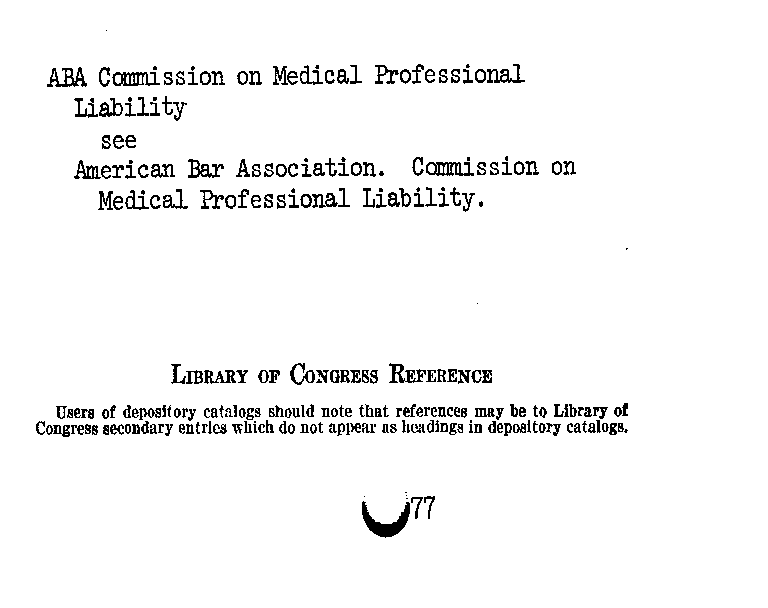 ABA Commission on Medical Professional
Liability
see
American Bar Association. Commission on
Medical Professional Liability.
LIBRARY OF CONGRESS REFERENCE
Users of depository catalogs should note that references may be to Library of
Congress secondary entries which do not appear as headings in depository catalogs.
77